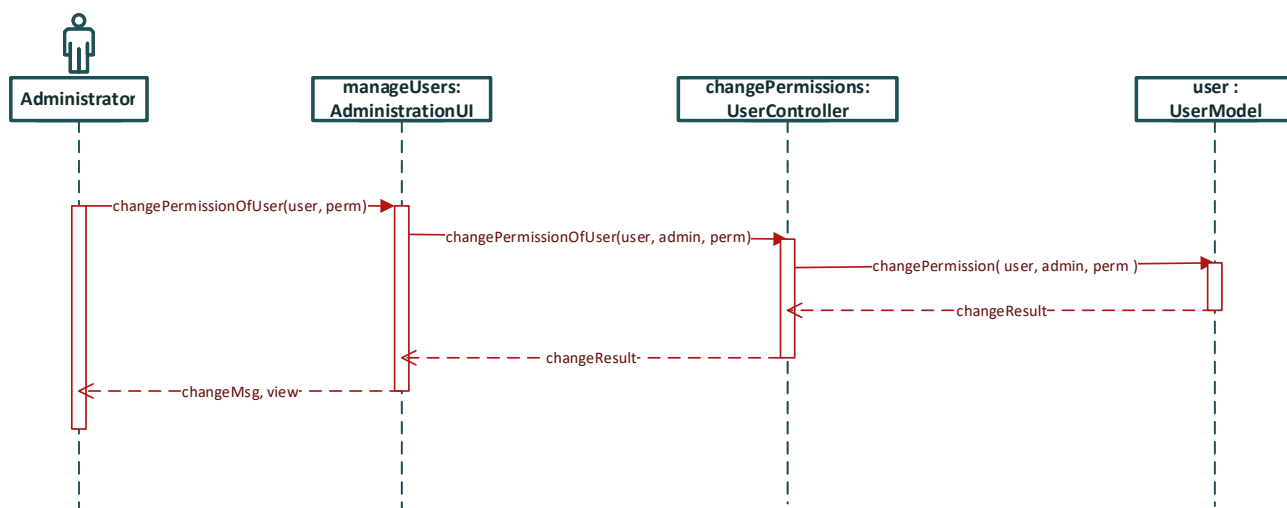 Administrator
manageUsers:
AdministrationUI
changePermissions:
UserController
user :
UserModel
changePermissionOfUser(user, perm)
changePermissionOfUser(user, admin, perm)
changePermission( user, admin, perm )
changeResult
changeResult
changeMsg, view